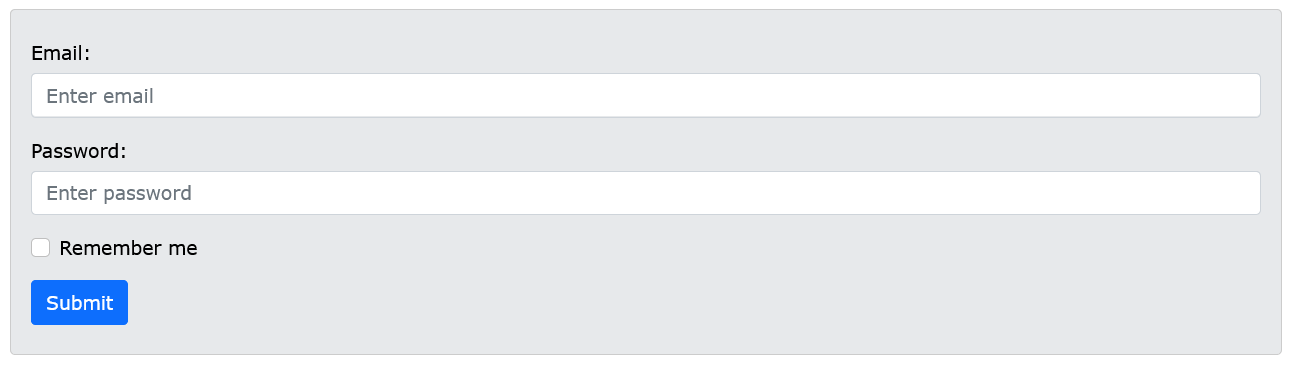 Email:
Enter email
Password:
Enter password
Remember me
Submit